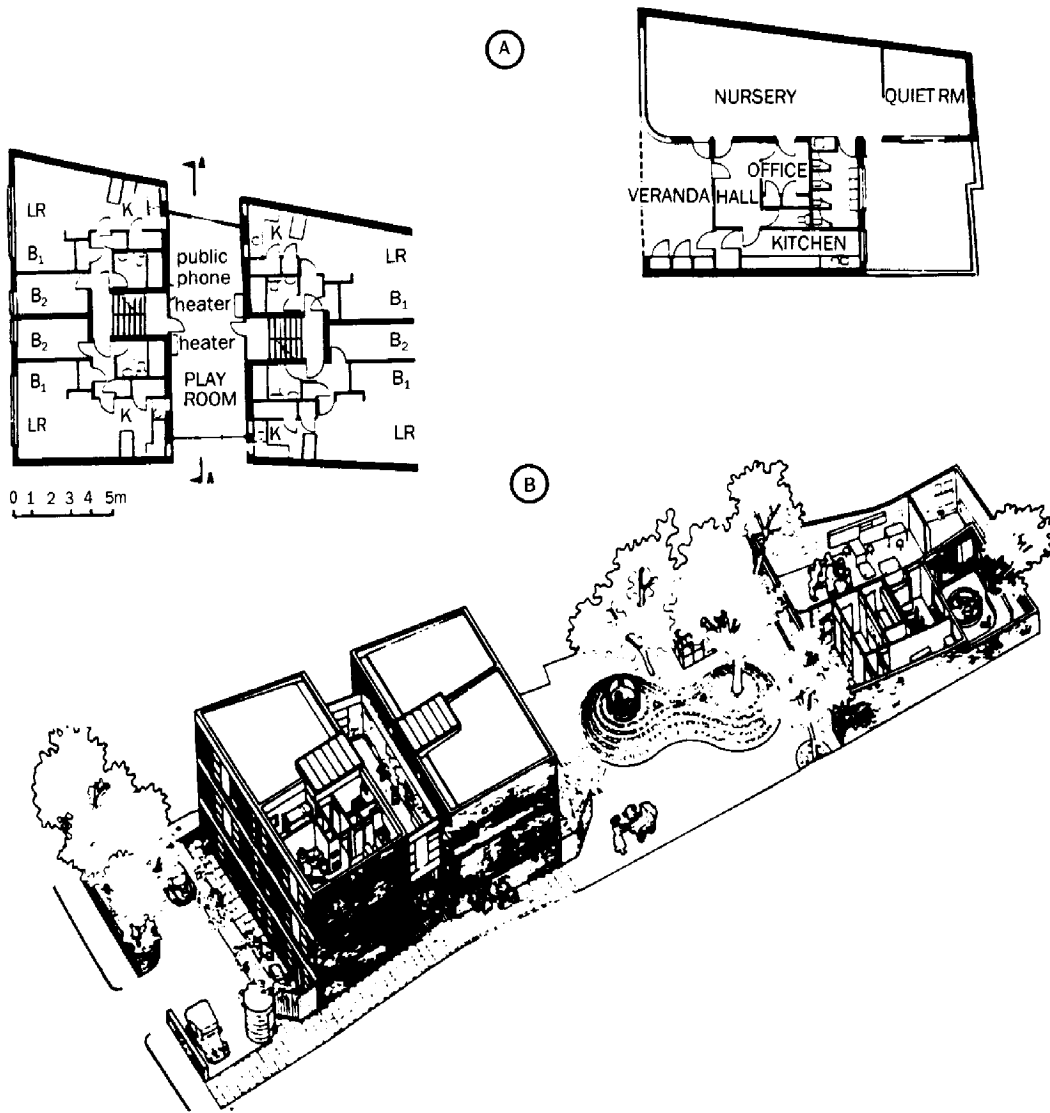 A
NURSERY
QUIET RM
OFFICE
VERANDA HALL
KITCHEN
A
LR
K
K
public
phone
LR
B₁
B₁
B₂
heater
B₂
heater
B₂
B₁
PLAY
ROOM
B₁
LR
K
K
LR
A
0 1 2 3 4 5m
B